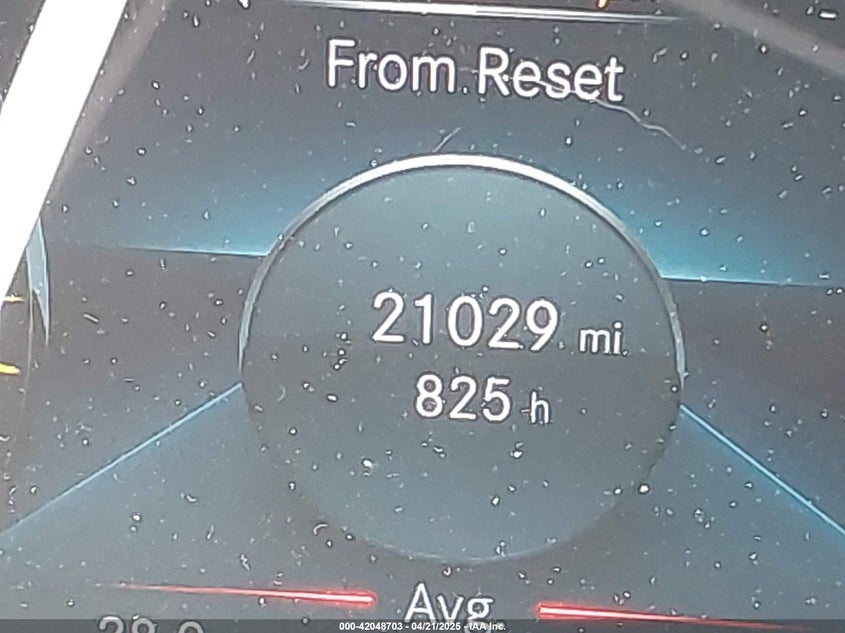 From Reset
21029 mi
825 h
Avg
000-42048703 - 04/21/2025 - IAA Inc.